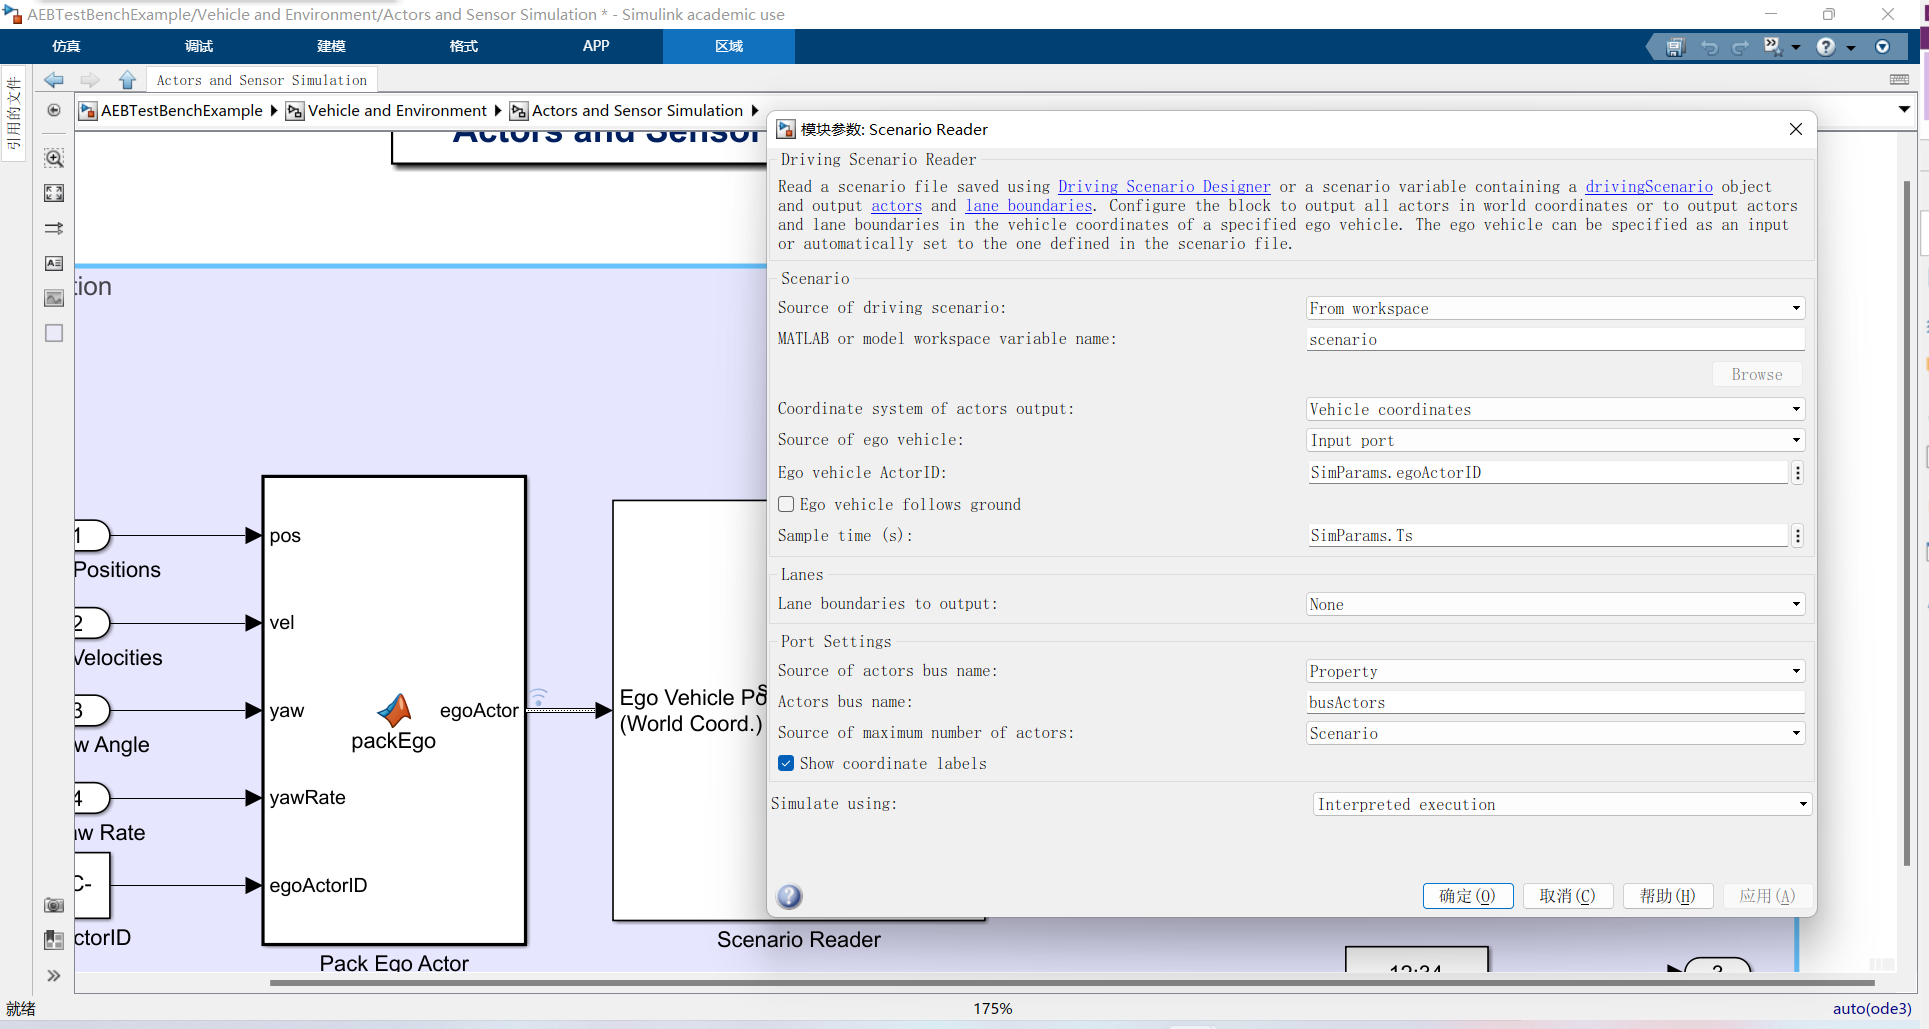 AEBTestBenchExample/Vehicle and Environment/Actors and Sensor Simulation * - Simulink academic use
仿真 调试 建模 格式 APP 区域
引用的文件
Actors and Sensor Simulation
AEBTestBenchExample Vehicle and Environment Actors and Sensor Simulation
Actors and Sensor
tion
1
pos
Positions
2
vel
Velocities
3
yaw
w Angle
4
yawRate
aw Rate
C-
egoActorID
ctorID
packEgo
egoActor
Pack Ego Actor
Ego Vehicle Po
(World Coord.)
S
Scenario Reader
12:34
模块参数: Scenario Reader
Driving Scenario Reader
Read a scenario file saved using Driving Scenario Designer or a scenario variable containing a drivingScenario object
and output actors and lane boundaries. Configure the block to output all actors in world coordinates or to output actors
and lane boundaries in the vehicle coordinates of a specified ego vehicle. The ego vehicle can be specified as an input
or automatically set to the one defined in the scenario file.
Scenario
Source of driving scenario: From workspace
MATLAB or model workspace variable name: scenario
Browse
Coordinate system of actors output: Vehicle coordinates
Source of ego vehicle: Input port
Ego vehicle ActorID: SimParams.egoActorID
Ego vehicle follows ground
Sample time (s): SimParams.Ts
Lanes
Lane boundaries to output: None
Port Settings
Source of actors bus name: Property
Actors bus name: busActors
Source of maximum number of actors: Scenario
Show coordinate labels
Simulate using: Interpreted execution
确定(O) 取消(C) 帮助(H) 应用(A)
就绪 175% auto(ode3)